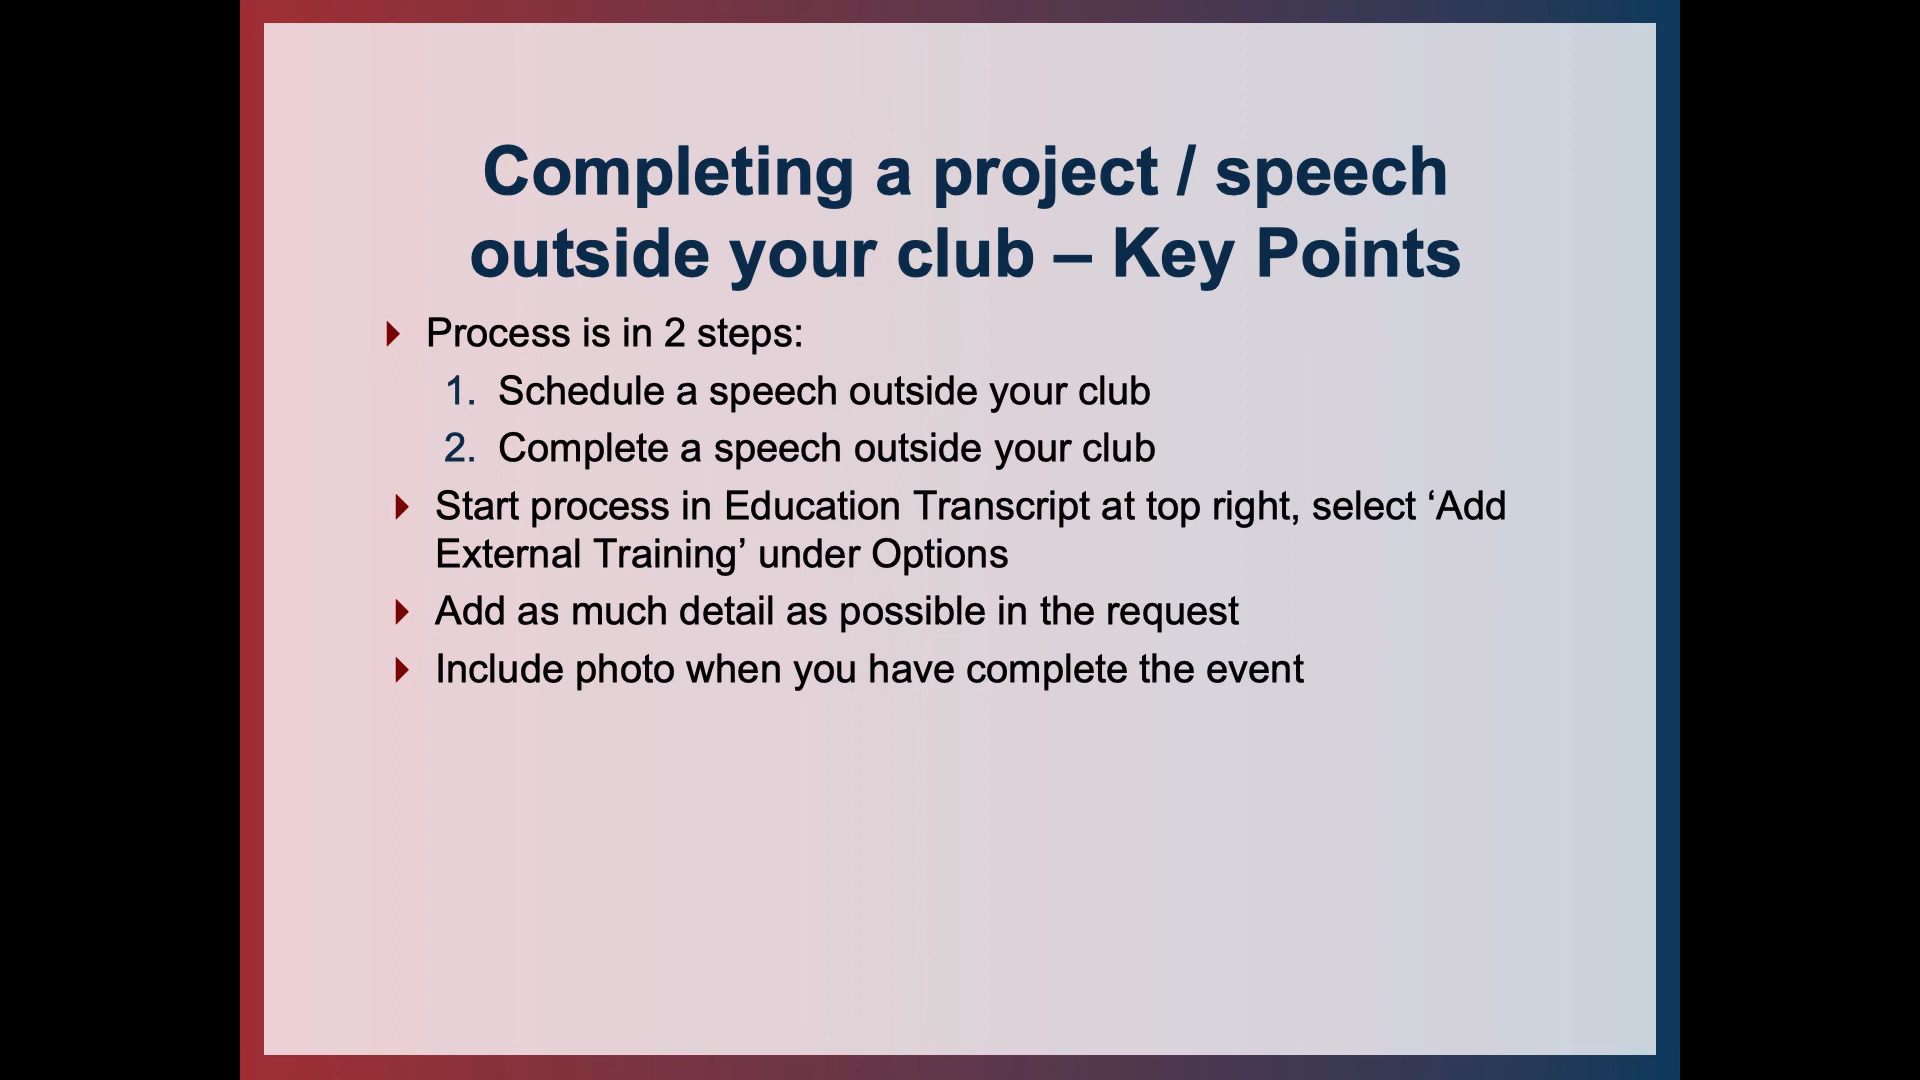 Completing a project / speech
outside your club – Key Points
Process is in 2 steps:
1. Schedule a speech outside your club
2. Complete a speech outside your club
Start process in Education Transcript at top right, select ‘Add
External Training’ under Options
Add as much detail as possible in the request
Include photo when you have complete the event